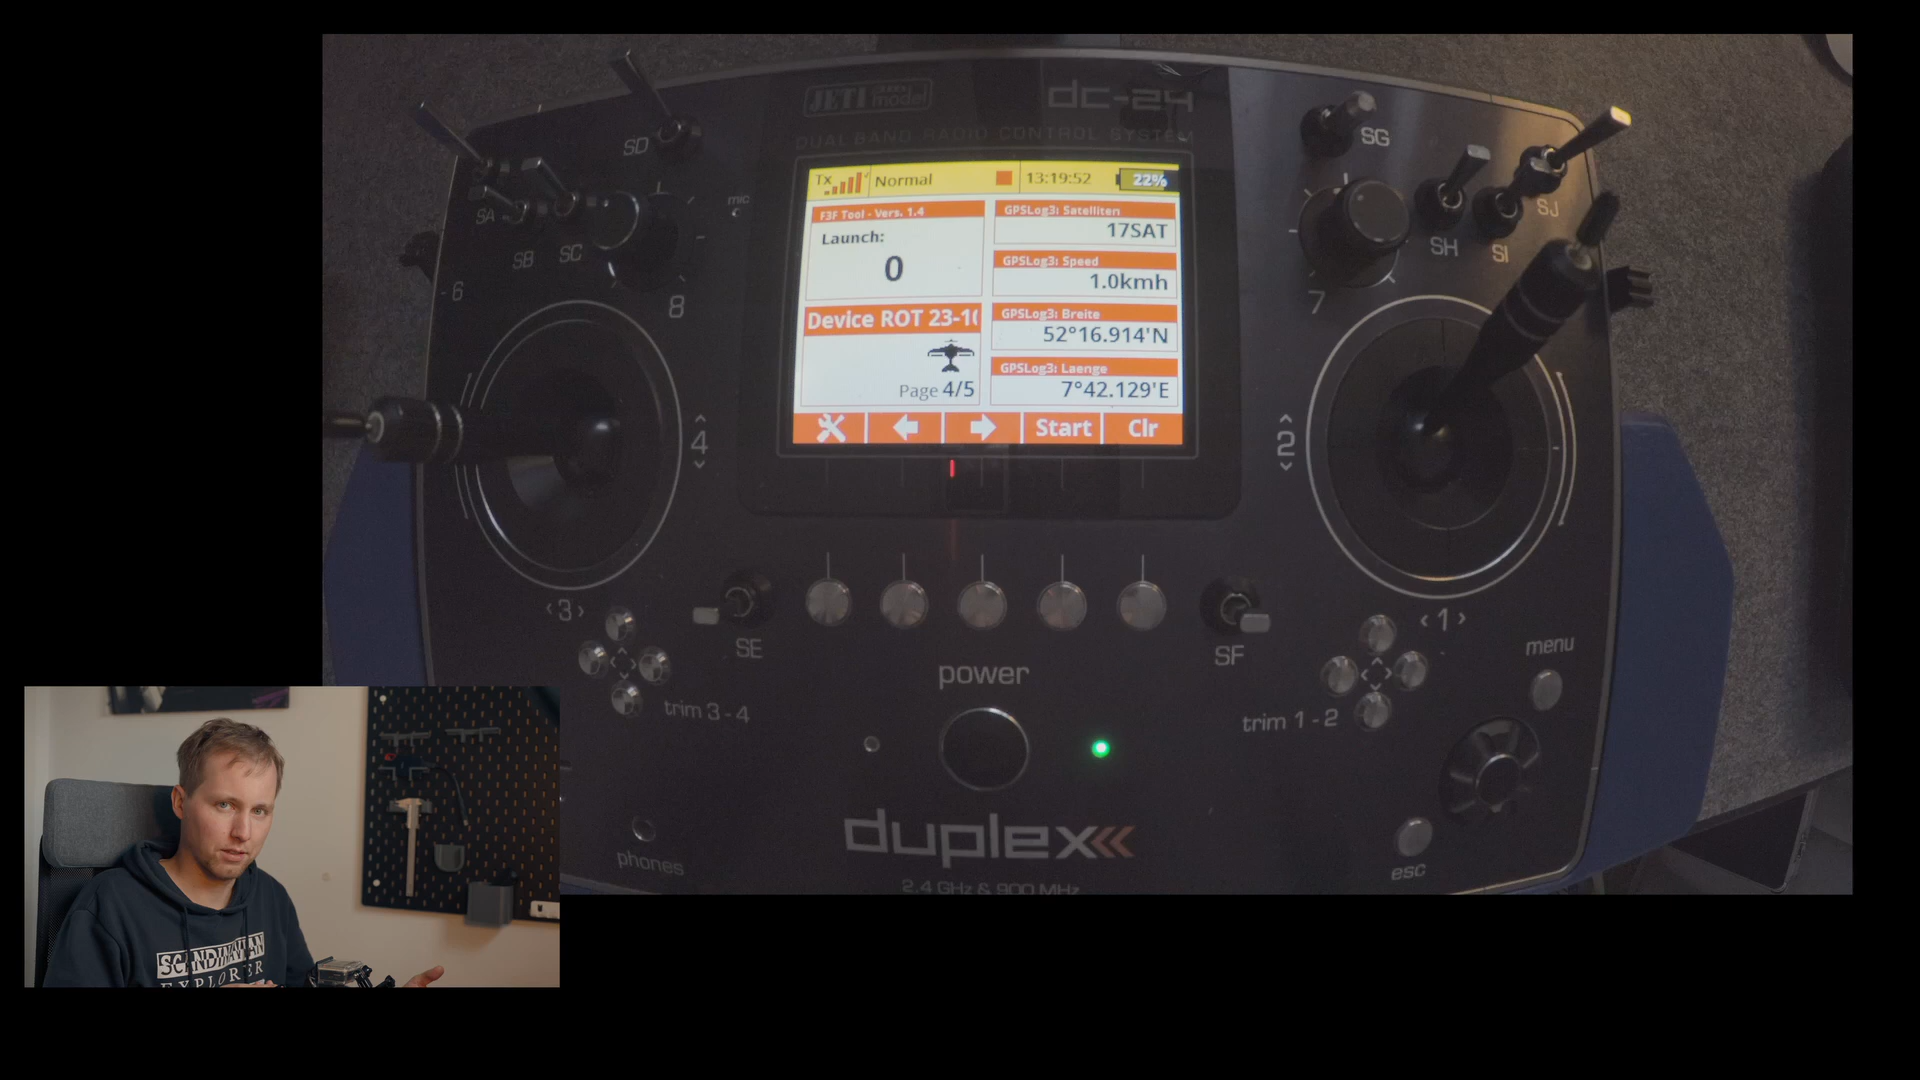 JETI model
dc-24
DUAL BAND RADIO CONTROL SYSTEM
SD
SG
SA
SB
SC
SH
SI
SJ
mic
6
8
7
Tx
Normal
13:19:52
22%
F3F Tool - Vers. 1.4
Launch:
0
Device ROT 23-10
Page 4/5
GPSLog3: Satelliten
17SAT
GPSLog3: Speed
1.0kmh
GPSLog3: Breite
52°16.914'N
GPSLog3: Laenge
7°42.129'E
Start
Clr
4
2
‹3›
‹1›
SE
SF
power
menu
trim 3-4
trim 1-2
phones
esc
duplex
2.4 GHz & 900 MHz
SCANDINAVIAN
EXPLORER